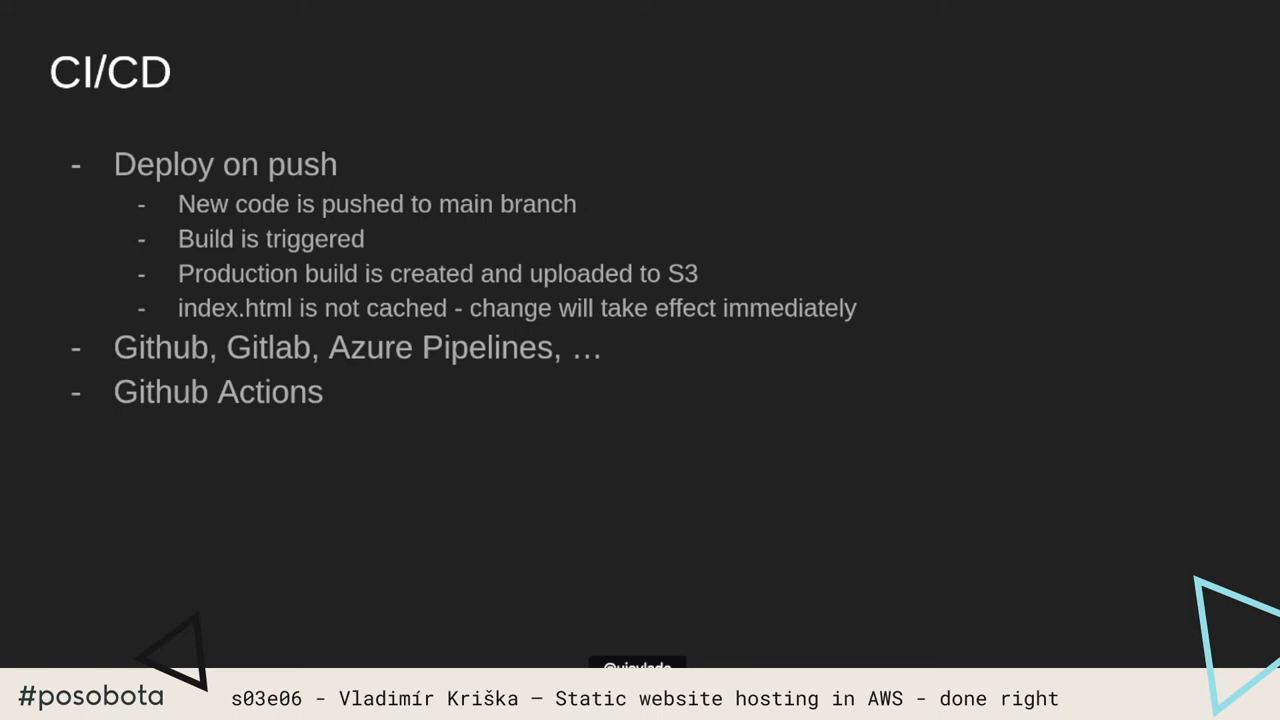 CI/CD
- Deploy on push
- New code is pushed to main branch
- Build is triggered
- Production build is created and uploaded to S3
- index.html is not cached - change will take effect immediately
- Github, Gitlab, Azure Pipelines, …
- Github Actions
#posobota
s03e06 - Vladimír Kriška — Static website hosting in AWS - done right